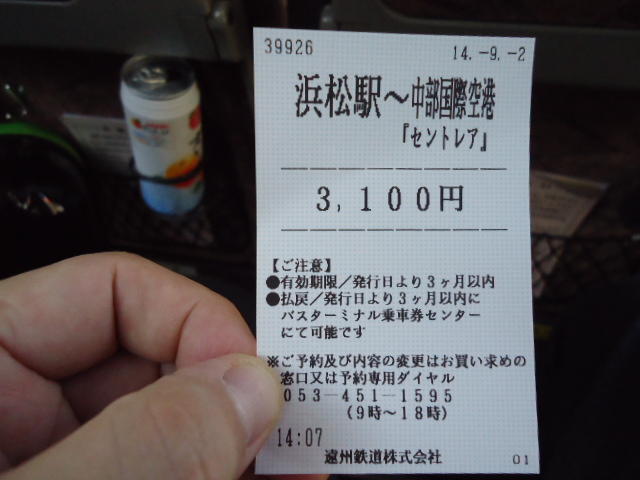 39926
14.-9.-2
浜松駅～中部国際空港
『セントレア』
3,100円
【ご注意】
●有効期限／発行日より3ヶ月以内
●払戻／発行日より3ヶ月以内に
バスターミナル乗車券センター
にて可能です
※ご予約及び内容の変更はお買い求めの
窓口又は予約専用ダイヤル
053－451－1595
(9時～18時)
14:07
遠州鉄道株式会社
01